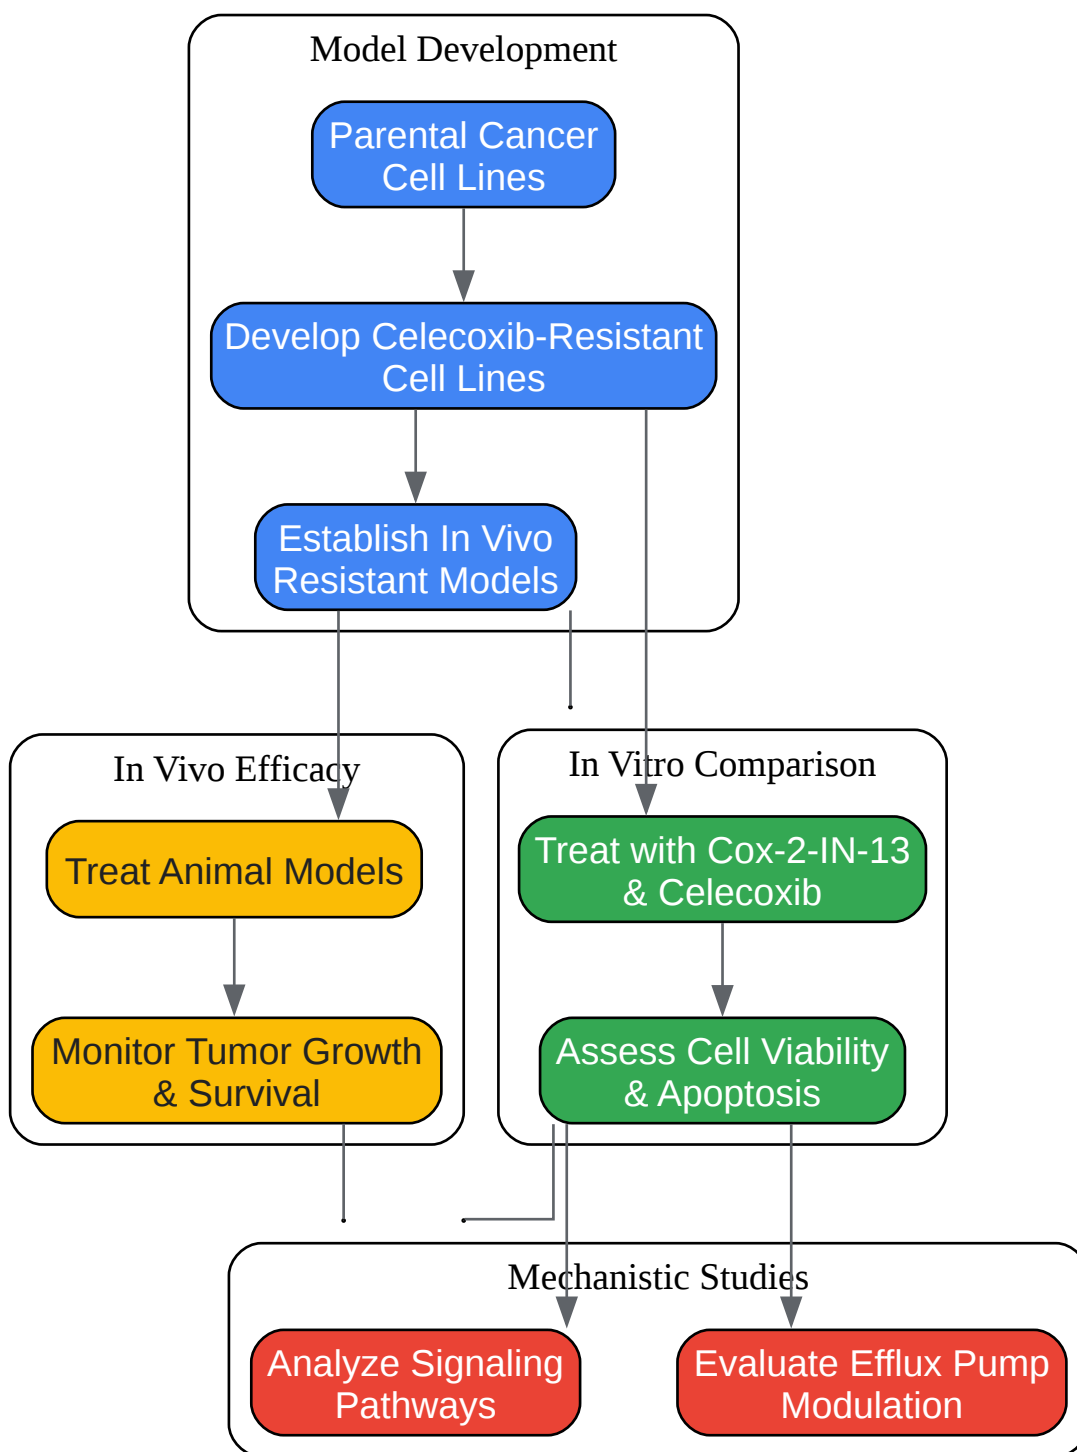 Model Development
Parental Cancer
Cell Lines
Develop Celecoxib-Resistant
Cell Lines
Establish In Vivo
Resistant Models
In Vivo Efficacy
Treat Animal Models
Monitor Tumor Growth
& Survival
In Vitro Comparison
Treat with Cox-2-IN-13
& Celecoxib
Assess Cell Viability
& Apoptosis
Mechanistic Studies
Analyze Signaling
Pathways
Evaluate Efflux Pump
Modulation